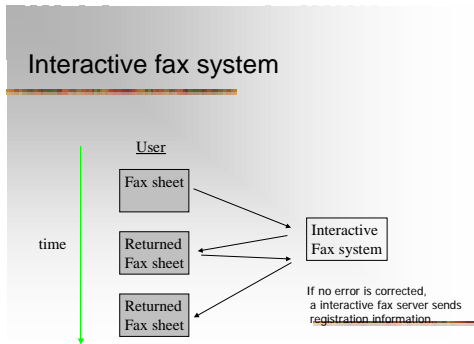 Interactive fax system
User
Fax sheet
time
Returned
Fax sheet
Interactive
Fax system
Returned
Fax sheet
If no error is corrected,
a interactive fax server sends
registration information.